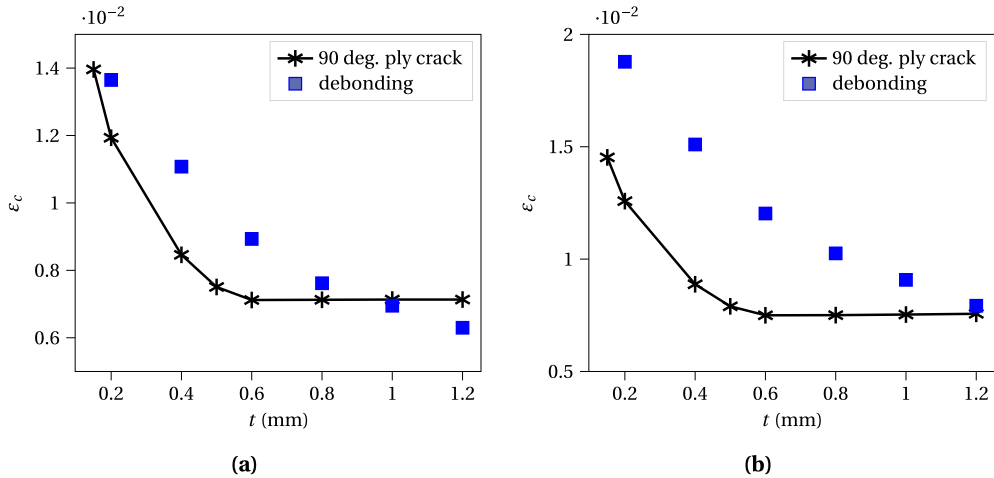 ·10⁻²
90 deg. ply crack
debonding
1.4
1.2
1
0.8
0.6
ε_c
0.2 0.4 0.6 0.8 1 1.2
t (mm)
(a)
·10⁻²
90 deg. ply crack
debonding
2
1.5
1
0.5
ε_c
0.2 0.4 0.6 0.8 1 1.2
t (mm)
(b)